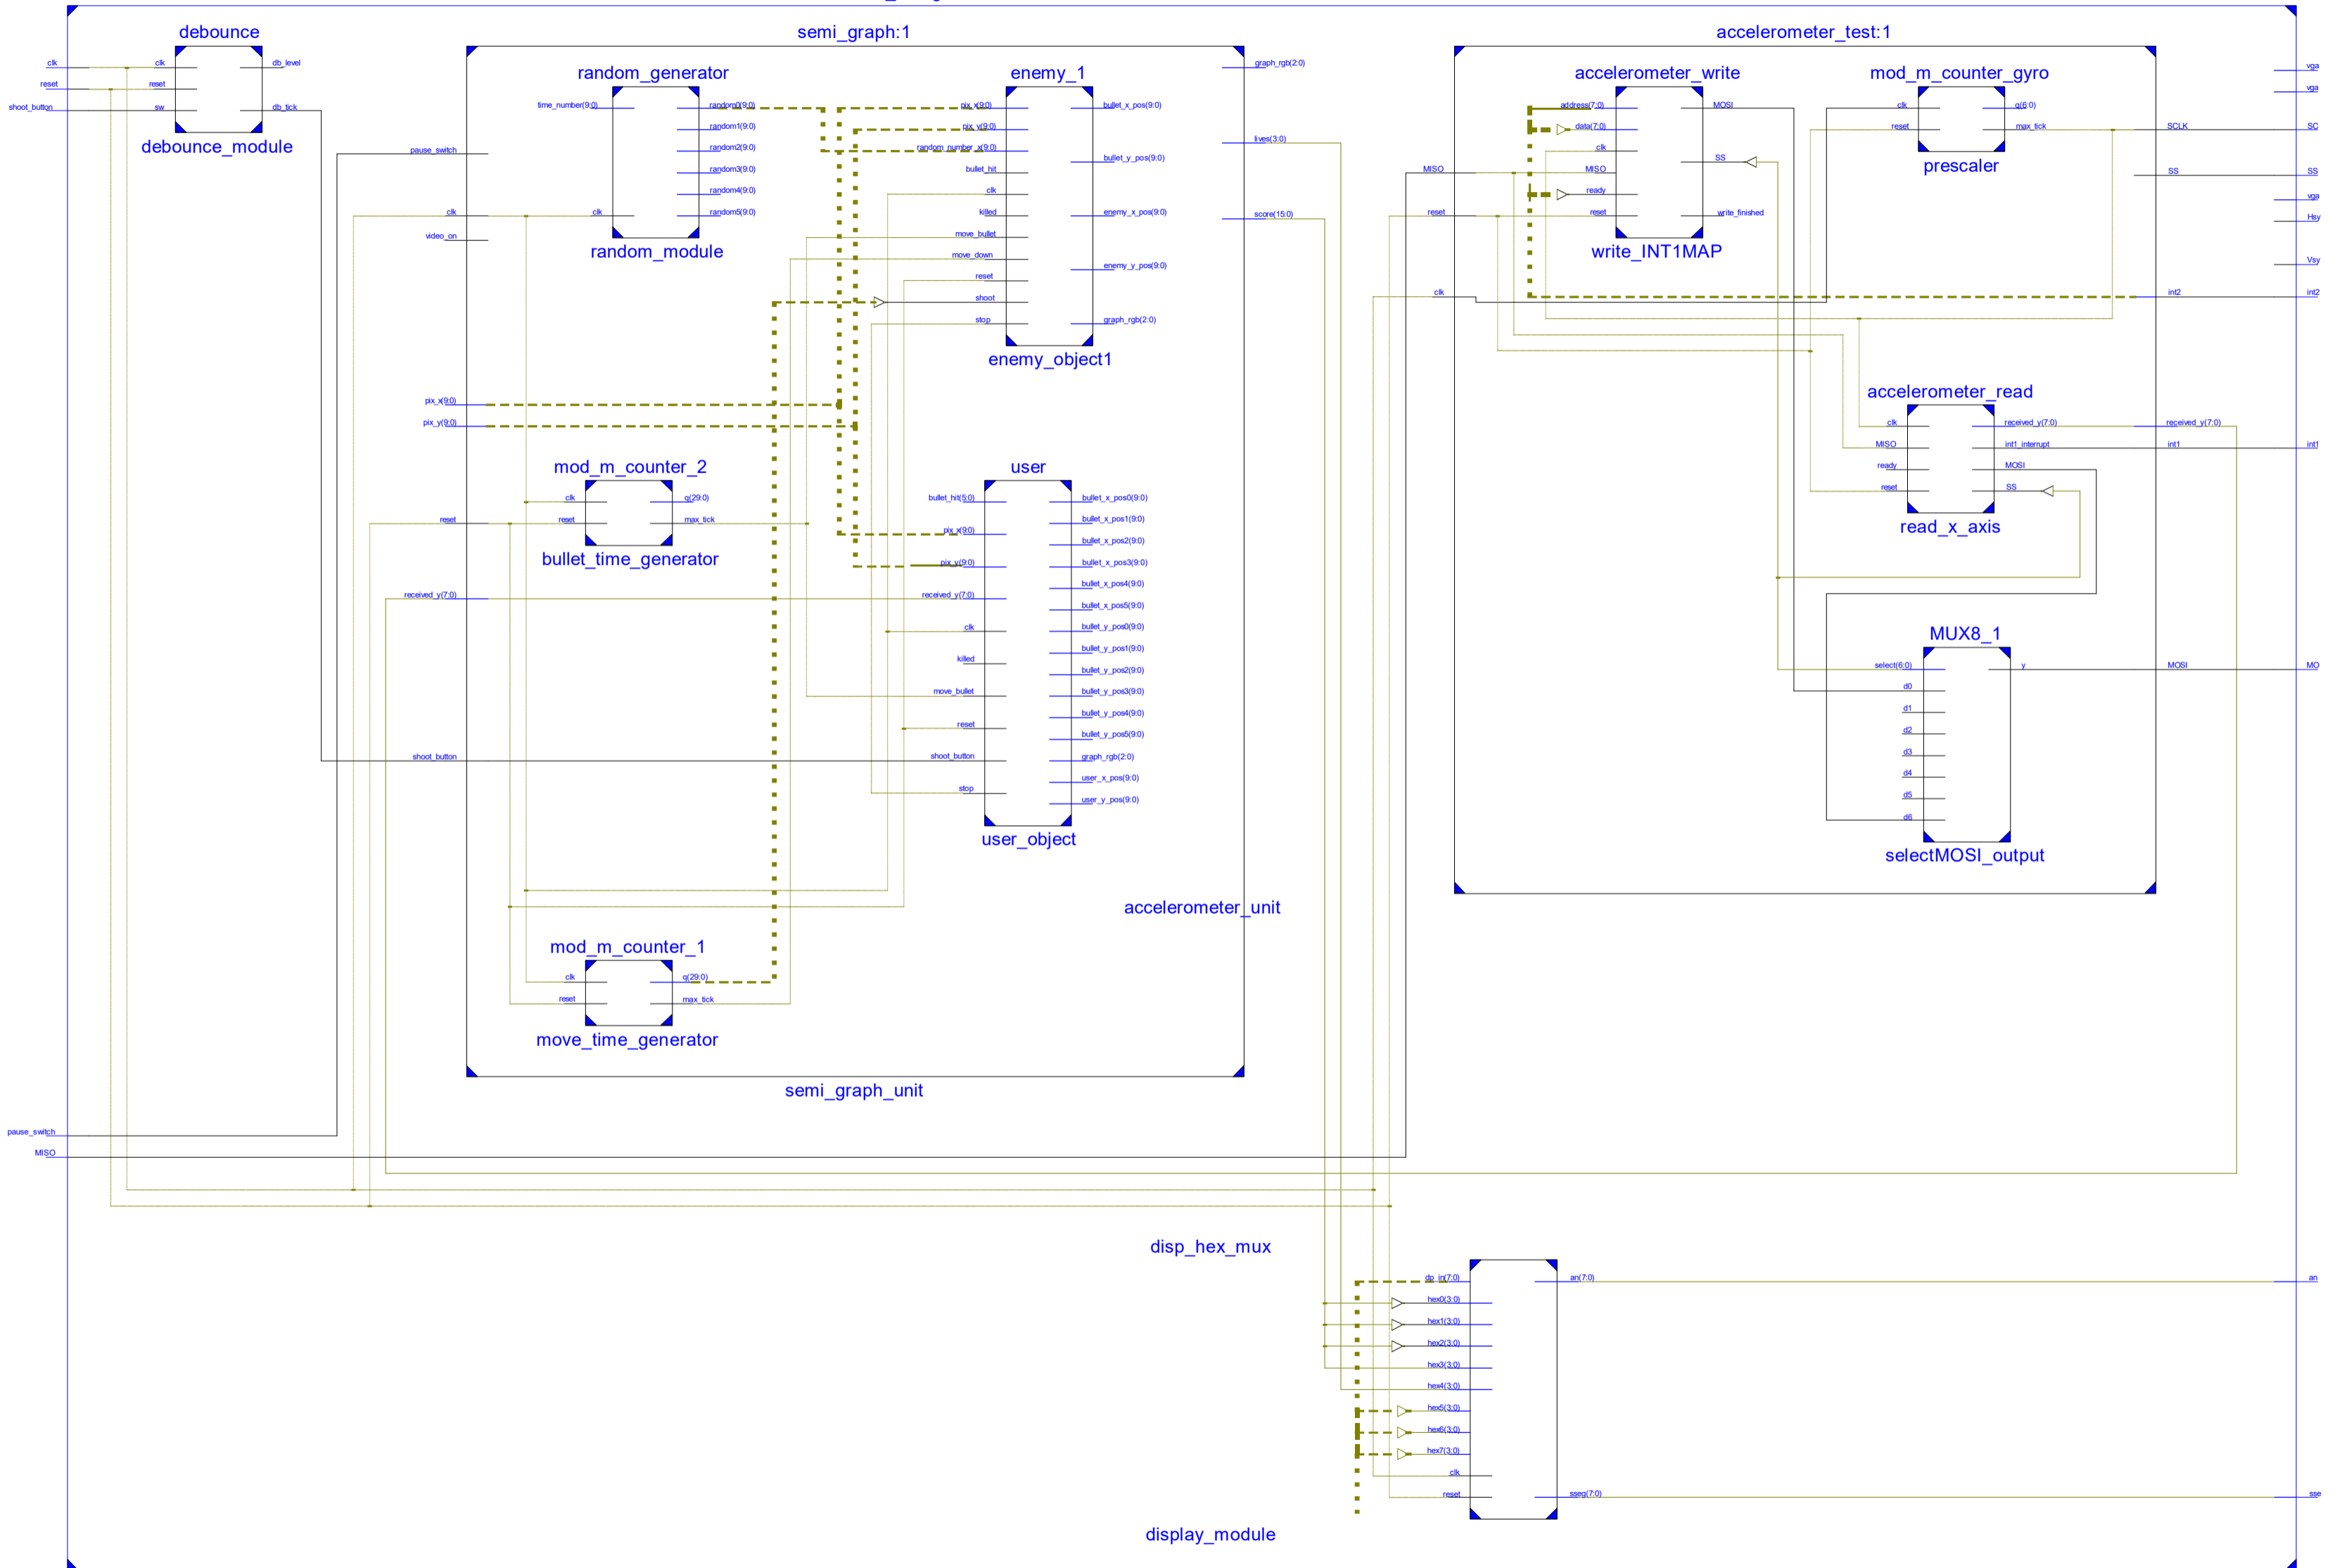 debounce
clk
reset
shoot_button
clk
reset
sw
db_level
db_tick
debounce_module
semi_graph:1
pause_switch
clk
video_on
pix_x(9:0)
pix_y(9:0)
reset
received_y(7:0)
shoot_button
graph_rgb(2:0)
lives(3:0)
score(15:0)
random_generator
time_number(9:0)
clk
random0(9:0)
random1(9:0)
random2(9:0)
random3(9:0)
random4(9:0)
random5(9:0)
random_module
enemy_1
pix_x(9:0)
pix_y(9:0)
random_number_x(9:0)
bullet_hit
clk
killed
move_bullet
move_down
reset
shoot
stop
bullet_x_pos(9:0)
bullet_y_pos(9:0)
enemy_x_pos(9:0)
enemy_y_pos(9:0)
graph_rgb(2:0)
enemy_object1
mod_m_counter_2
clk
reset
q(29:0)
max_tick
bullet_time_generator
user
bullet_hit(5:0)
pix_x(9:0)
pix_y(9:0)
received_y(7:0)
clk
killed
move_bullet
reset
shoot_button
stop
bullet_x_pos0(9:0)
bullet_x_pos1(9:0)
bullet_x_pos2(9:0)
bullet_x_pos3(9:0)
bullet_x_pos4(9:0)
bullet_x_pos5(9:0)
bullet_y_pos0(9:0)
bullet_y_pos1(9:0)
bullet_y_pos2(9:0)
bullet_y_pos3(9:0)
bullet_y_pos4(9:0)
bullet_y_pos5(9:0)
graph_rgb(2:0)
user_x_pos(9:0)
user_y_pos(9:0)
user_object
mod_m_counter_1
clk
reset
q(29:0)
max_tick
move_time_generator
semi_graph_unit
accelerometer_unit
accelerometer_test:1
MISO
reset
clk
accelerometer_write
address(7:0)
data(7:0)
clk
MISO
ready
reset
MOSI
SS
write_finished
write_INT1MAP
mod_m_counter_gyro
clk
reset
q(6:0)
max_tick
prescaler
accelerometer_read
clk
MISO
ready
reset
received_y(7:0)
int1_interrupt
MOSI
SS
read_x_axis
MUX8_1
select(6:0)
d0
d1
d2
d3
d4
d5
d6
y
selectMOSI_output
SCLK
SS
int2
received_y(7:0)
int1
MOSI
vga
vga
SC
SS
vga
Hsy
Vsy
int2
int1
MO
pause_switch
MISO
disp_hex_mux
dp_in(7:0)
hex0(3:0)
hex1(3:0)
hex2(3:0)
hex3(3:0)
hex4(3:0)
hex5(3:0)
hex6(3:0)
hex7(3:0)
clk
reset
an(7:0)
sseg(7:0)
an
sse
display_module